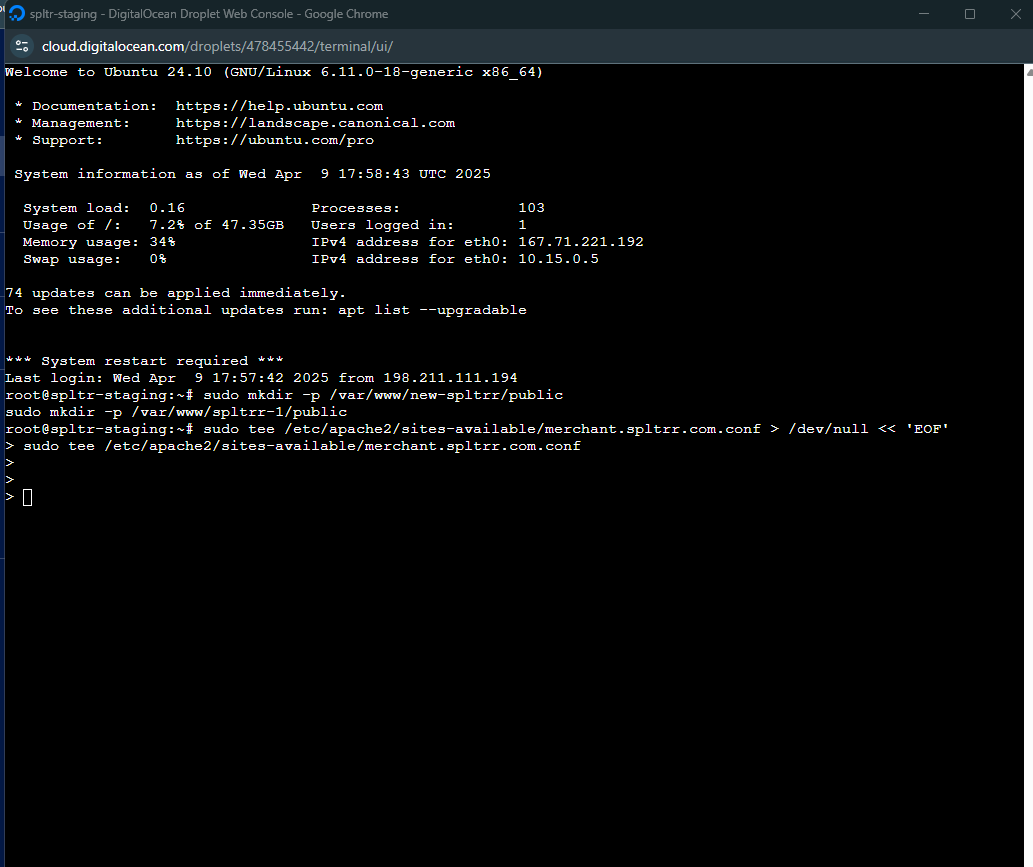 spltr-staging - DigitalOcean Droplet Web Console - Google Chrome
cloud.digitalocean.com/droplets/478455442/terminal/ui/
Welcome to Ubuntu 24.10 (GNU/Linux 6.11.0-18-generic x86_64)
* Documentation:  https://help.ubuntu.com
* Management:     https://landscape.canonical.com
* Support:        https://ubuntu.com/pro
System information as of Wed Apr  9 17:58:43 UTC 2025
System load:  0.16              Processes:             103
Usage of /:   7.2% of 47.35GB   Users logged in:       1
Memory usage: 34%               IPv4 address for eth0: 167.71.221.192
Swap usage:   0%                IPv4 address for eth0: 10.15.0.5
74 updates can be applied immediately.
To see these additional updates run: apt list --upgradable
*** System restart required ***
Last login: Wed Apr  9 17:57:42 2025 from 198.211.111.194
root@spltr-staging:~# sudo mkdir -p /var/www/new-spltrr/public
sudo mkdir -p /var/www/spltrr-1/public
root@spltr-staging:~# sudo tee /etc/apache2/sites-available/merchant.spltrr.com.conf > /dev/null << 'EOF'
> sudo tee /etc/apache2/sites-available/merchant.spltrr.com.conf
>
>
>